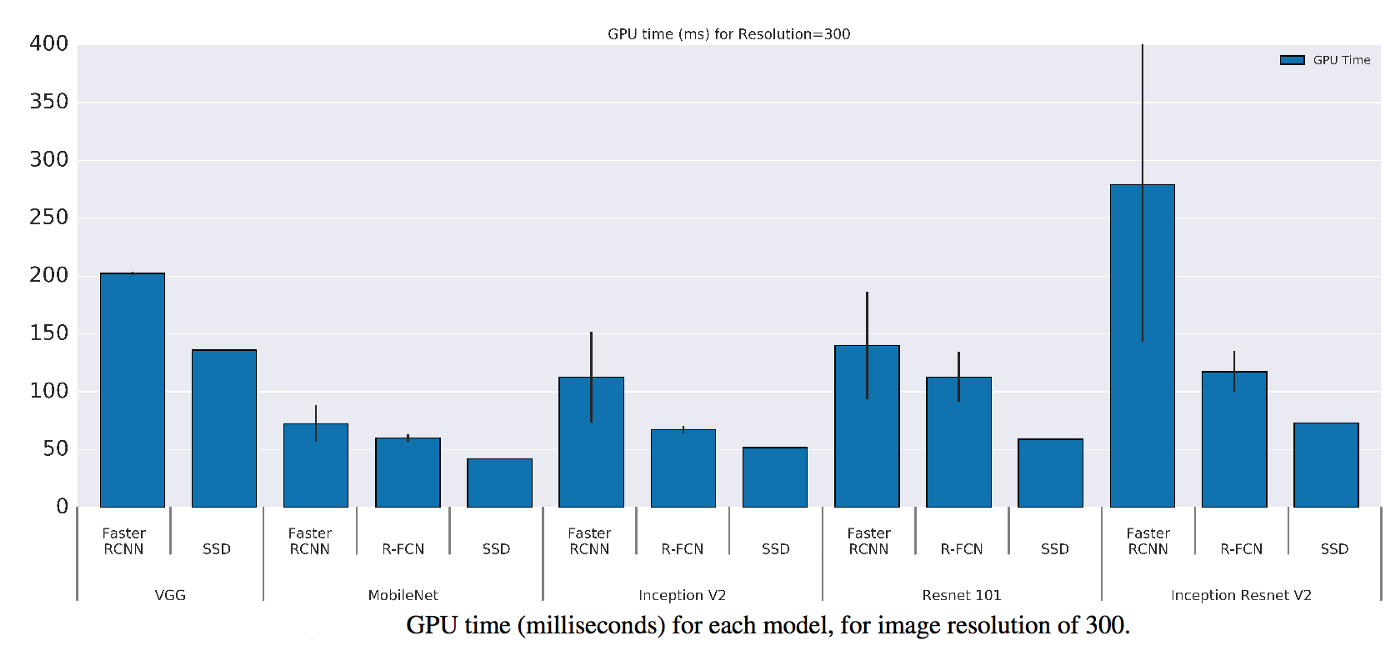 GPU time (ms) for Resolution=300
GPU Time
400
350
300
250
200
150
100
50
0
Faster RCNN SSD Faster RCNN R-FCN SSD Faster RCNN R-FCN SSD Faster RCNN R-FCN SSD Faster RCNN R-FCN SSD
VGG MobileNet Inception V2 Resnet 101 Inception Resnet V2
GPU time (milliseconds) for each model, for image resolution of 300.